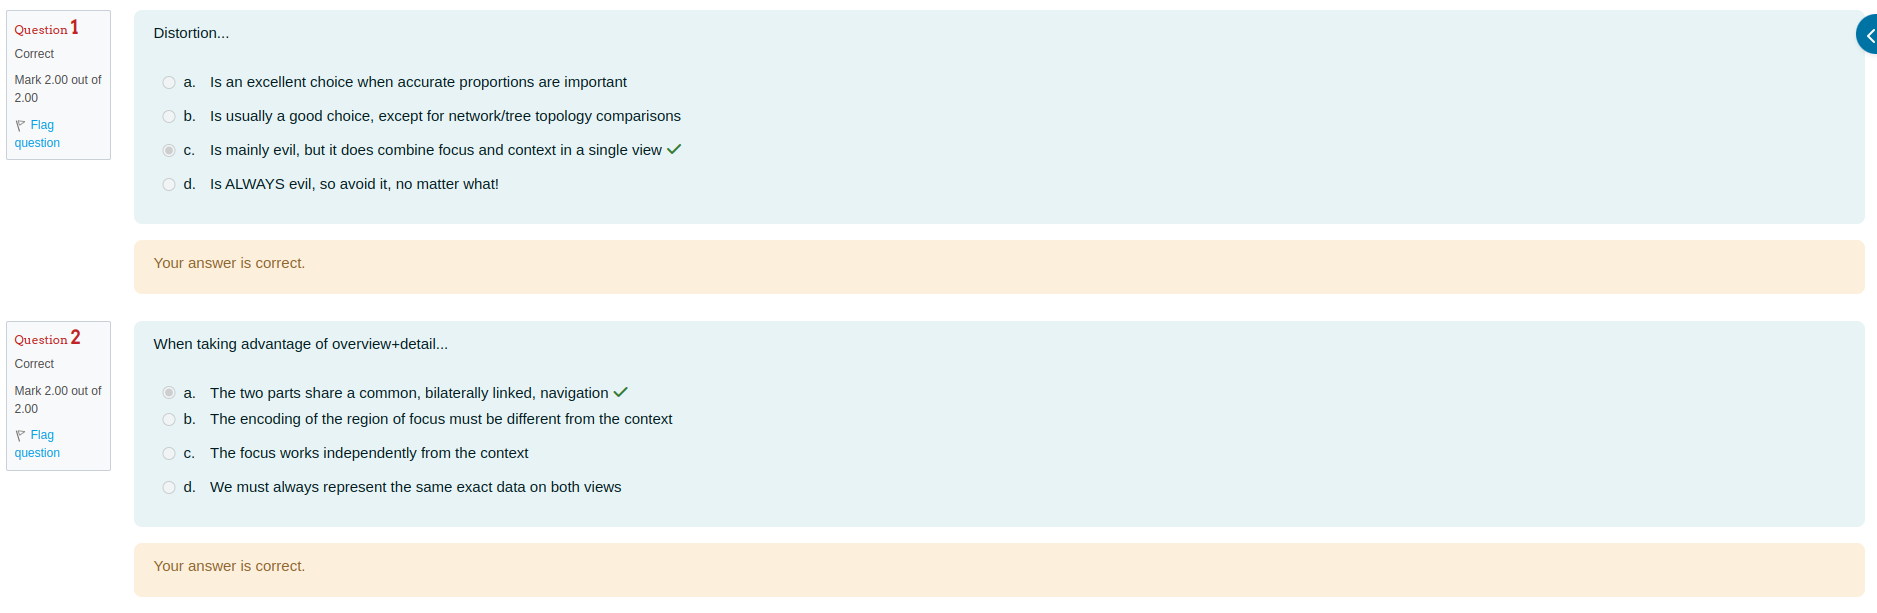 Question 1
Correct
Mark 2.00 out of
2.00
Flag
question
Distortion...
a. Is an excellent choice when accurate proportions are important
b. Is usually a good choice, except for network/tree topology comparisons
c. Is mainly evil, but it does combine focus and context in a single view
d. Is ALWAYS evil, so avoid it, no matter what!
Your answer is correct.
Question 2
Correct
Mark 2.00 out of
2.00
Flag
question
When taking advantage of overview+detail...
a. The two parts share a common, bilaterally linked, navigation
b. The encoding of the region of focus must be different from the context
c. The focus works independently from the context
d. We must always represent the same exact data on both views
Your answer is correct.